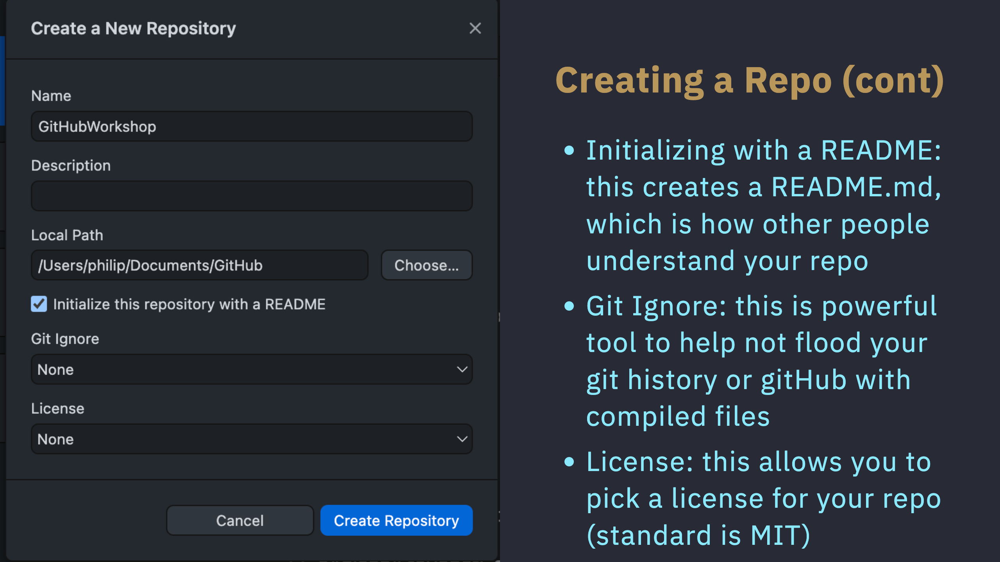 Create a New Repository
Name
GitHubWorkshop
Description
Local Path
/Users/philip/Documents/GitHub
Choose...
Initialize this repository with a README
Git Ignore
None
License
None
Cancel
Create Repository
Creating a Repo (cont)
• Initializing with a README:
this creates a README.md,
which is how other people
understand your repo
• Git Ignore: this is powerful
tool to help not flood your
git history or gitHub with
compiled files
• License: this allows you to
pick a license for your repo
(standard is MIT)